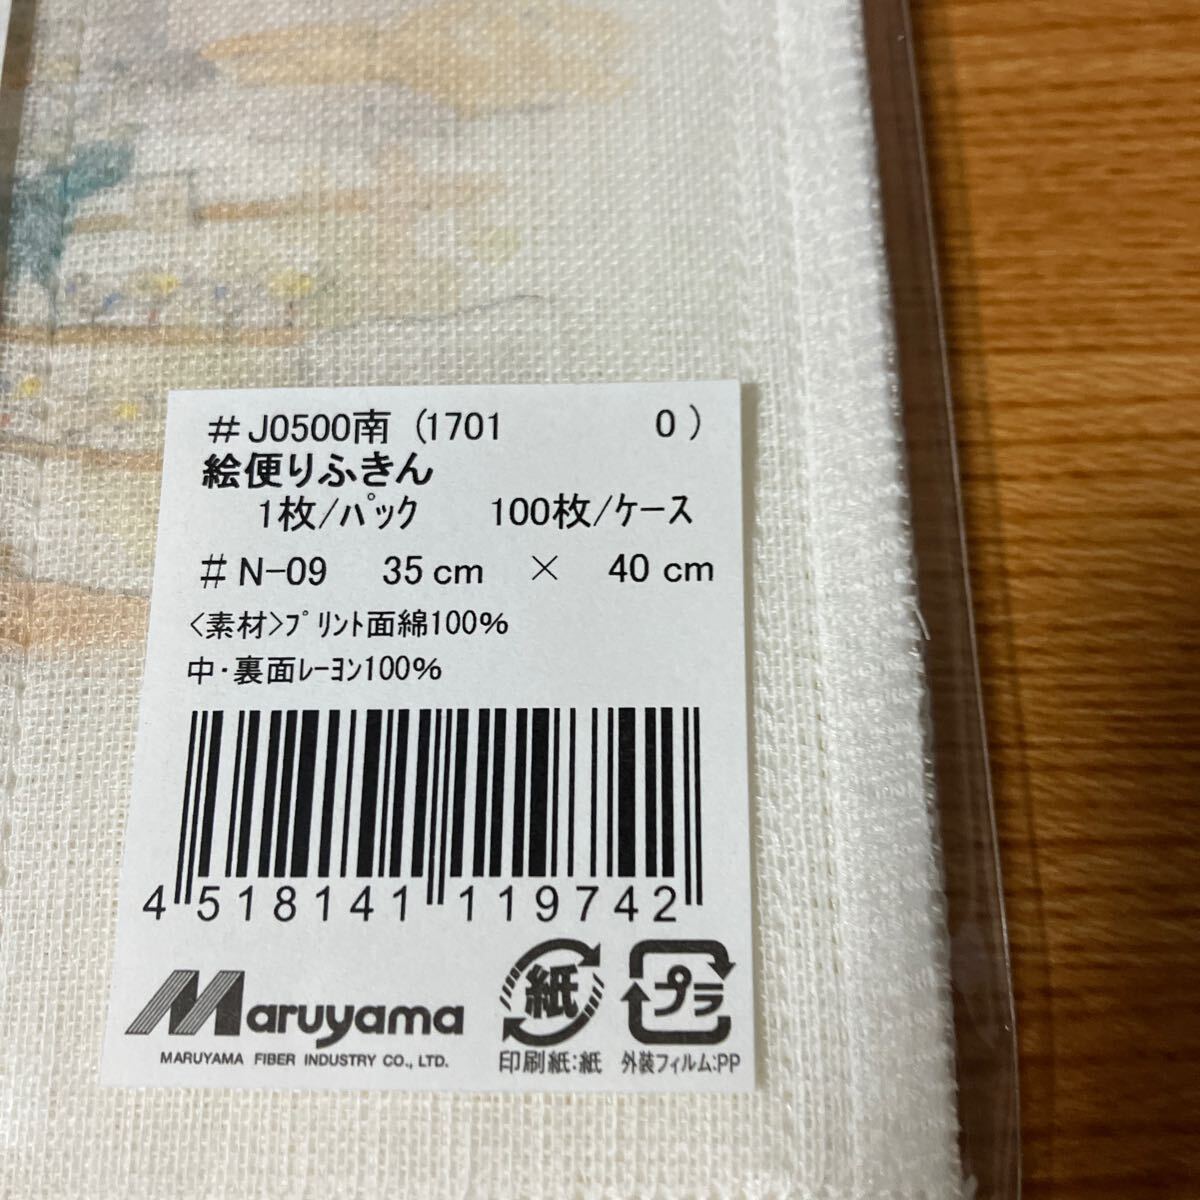 ＃J0500南 (1701 0)
絵便りふきん
1枚/ﾊﾟｯｸ 100枚/ｹｰｽ
＃N-09 35 cm × 40 cm
<素材>ﾌﾟﾘﾝﾄ面綿100%
中・裏面ﾚｰﾖﾝ100%
4 518141 119742
Maruyama
MARUYAMA FIBER INDUSTRY CO., LTD.
紙
印刷紙:紙
プラ
外装フィルム:PP